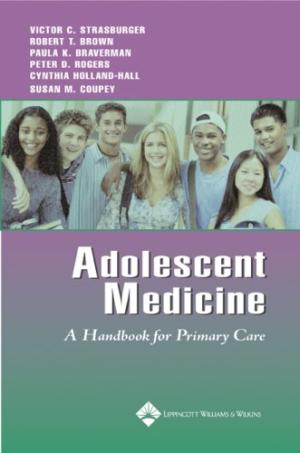 VICTOR C. STRASBURGER
ROBERT T. BROWN
PAULA K. BRAVERMAN
PETER D. ROGERS
CYNTHIA HOLLAND-HALL
SUSAN M. COUPEY
Adolescent
Medicine
A Handbook for Primary Care
LIPPINCOTT WILLIAMS & WILKINS